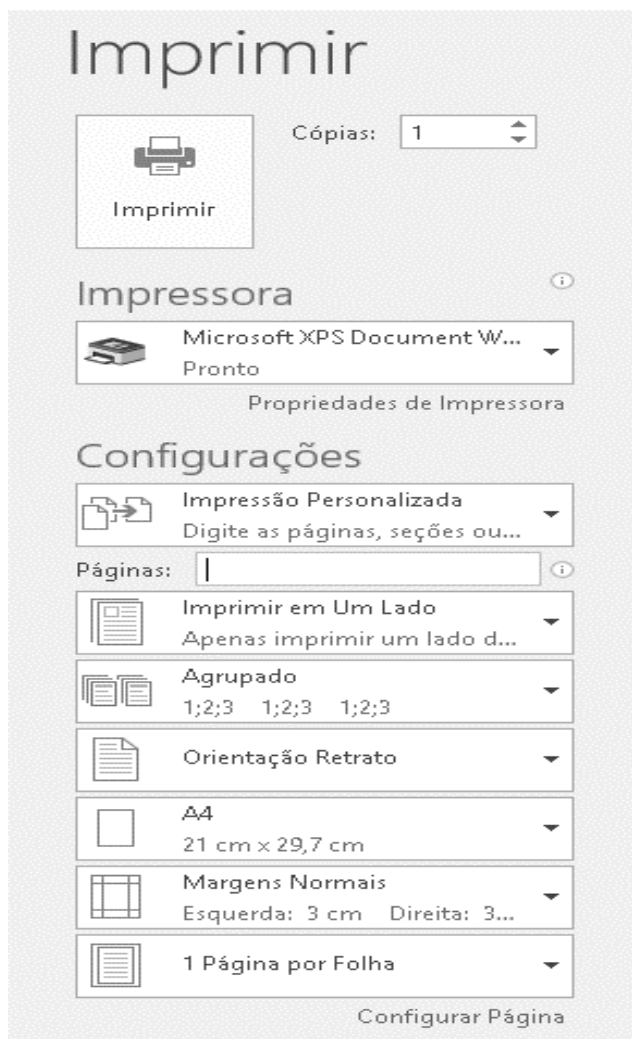 Imprimir
Cópias: 1
Imprimir
Impressora
Microsoft XPS Document W...
Pronto
Propriedades de Impressora
Configurações
Impressão Personalizada
Digite as páginas, seções ou...
Páginas:
Imprimir em Um Lado
Apenas imprimir um lado d...
Agrupado
1;2;3 1;2;3 1;2;3
Orientação Retrato
A4
21 cm x 29,7 cm
Margens Normais
Esquerda: 3 cm Direita: 3...
1 Página por Folha
Configurar Página